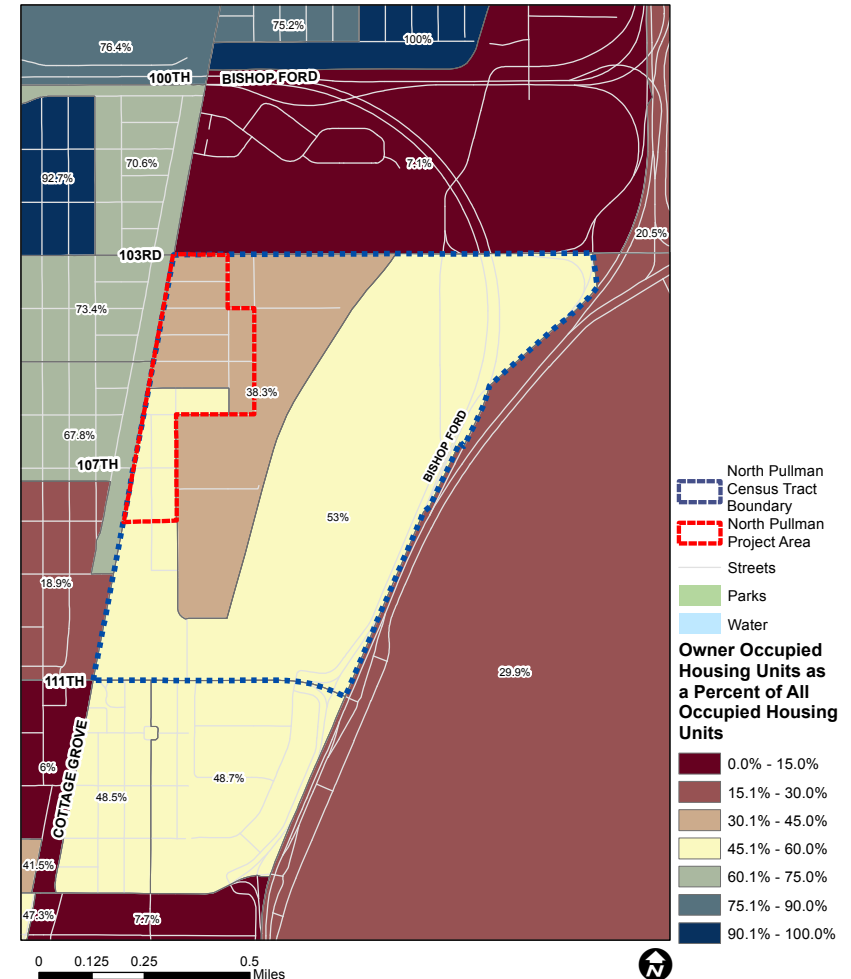 75.2%
76.4%
100%
100TH
BISHOP FORD
70.6%
7.1%
92.7%
20.5%
103RD
73.4%
38.3%
67.8%
BISHOP FORD
107TH
53%
18.9%
29.9%
111TH
COTTAGE GROVE
6%
48.7%
48.5%
41.5%
47.3%
7.7%
North Pullman
Census Tract
Boundary
North Pullman
Project Area
Streets
Parks
Water
Owner Occupied
Housing Units as
a Percent of All
Occupied Housing
Units
0.0% - 15.0%
15.1% - 30.0%
30.1% - 45.0%
45.1% - 60.0%
60.1% - 75.0%
75.1% - 90.0%
90.1% - 100.0%
0 0.125 0.25 0.5
Miles
N